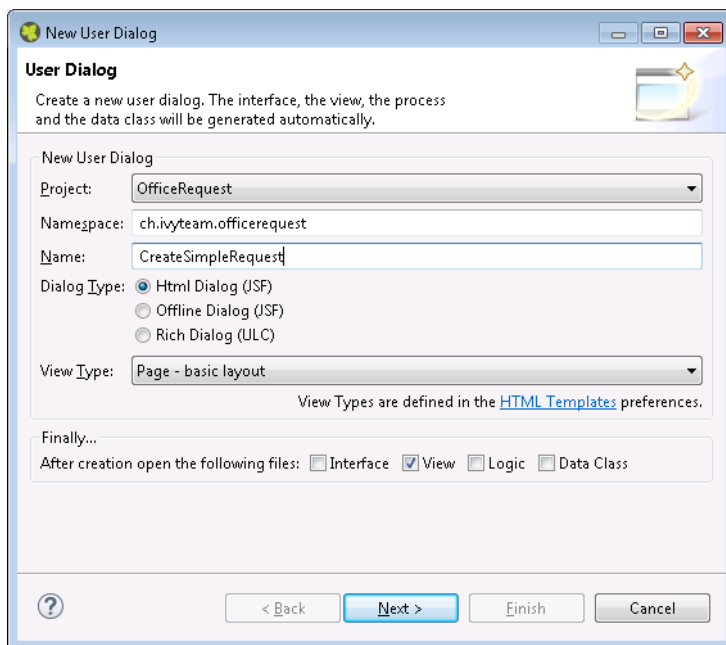 New User Dialog
User Dialog
Create a new user dialog. The interface, the view, the process
and the data class will be generated automatically.
New User Dialog
Project: OfficeRequest
Namespace: ch.ivyteam.officerequest
Name: CreateSimpleRequest
Dialog Type: Html Dialog (JSF)
Offline Dialog (JSF)
Rich Dialog (ULC)
View Type: Page - basic layout
View Types are defined in the HTML Templates preferences.
Finally...
After creation open the following files: Interface View Logic Data Class
? < Back Next > Finish Cancel